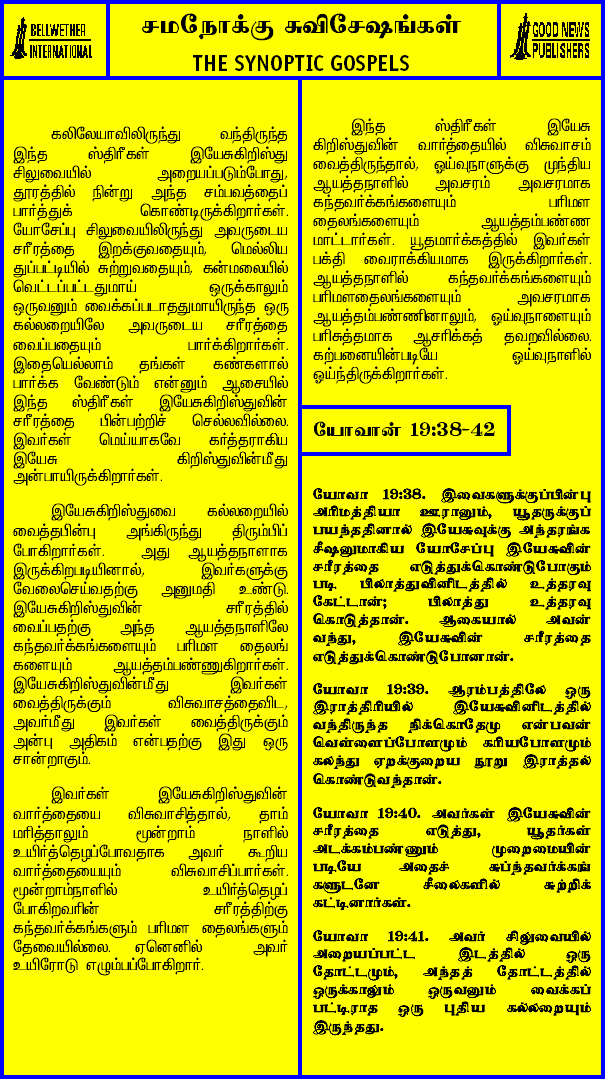 BELLWETHER
INTERNATIONAL
சமநோக்கு சுவிசேஷங்கள்
THE SYNOPTIC GOSPELS
GOOD NEWS
PUBLISHERS
கலிலேயாவிலிருந்து வந்திருந்த
இந்த ஸ்திரீகள் இயேசுகிறிஸ்து
சிலுவையில் அறையப்படும்போது,
தூரத்தில் நின்று அந்த சம்பவத்தைப்
பார்த்துக் கொண்டிருக்கிறார்கள்.
யோசேப்பு சிலுவையிலிருந்து அவருடைய
சரீரத்தை இறக்குவதையும், மெல்லிய
துப்பட்டியில் சுற்றுவதையும், கன்மலையில்
வெட்டப்பட்டதுமாய் ஒருக்காலும்
ஒருவனும் வைக்கப்படாததுமாயிருந்த ஒரு
கல்லறையிலே அவருடைய சரீரத்தை
வைப்பதையும் பார்க்கிறார்கள்.
இதையெல்லாம் தங்கள் கண்களால்
பார்க்க வேண்டும் என்னும் ஆசையில்
இந்த ஸ்திரீகள் இயேசுகிறிஸ்துவின்
சரீரத்தை பின்பற்றிச் செல்லவில்லை.
இவர்கள் மெய்யாகவே கர்த்தராகிய
இயேசு கிறிஸ்துவின்மீது
அன்பாயிருக்கிறார்கள்.
இயேசுகிறிஸ்துவை கல்லறையில்
வைத்தபின்பு அங்கிருந்து திரும்பிப்
போகிறார்கள். அது ஆயத்தநாளாக
இருக்கிறபடியினால், இவர்களுக்கு
வேலைசெய்வதற்கு அனுமதி உண்டு.
இயேசுகிறிஸ்துவின் சரீரத்தில்
வைப்பதற்கு அந்த ஆயத்தநாளிலே
கந்தவர்க்கங்களையும் பரிமள தைலங்
களையும் ஆயத்தம்பண்ணுகிறார்கள்.
இயேசுகிறிஸ்துவின்மீது இவர்கள்
வைத்திருக்கும் விசுவாசத்தைவிட,
அவர்மீது இவர்கள் வைத்திருக்கும்
அன்பு அதிகம் என்பதற்கு இது ஒரு
சான்றாகும்.
இவர்கள் இயேசுகிறிஸ்துவின்
வார்த்தையை விசுவாசித்தால், தாம்
மரித்தாலும் மூன்றாம் நாளில்
உயிர்த்தெழப்போவதாக அவர் கூறிய
வார்த்தையையும் விசுவாசிப்பார்கள்.
மூன்றாம்நாளில் உயிர்த்தெழப்
போகிறவரின் சரீரத்திற்கு
கந்தவர்க்கங்களும் பரிமள தைலங்களும்
தேவையில்லை. ஏனெனில் அவர்
உயிரோடு எழும்பப்போகிறார்.
இந்த ஸ்திரீகள் இயேசு
கிறிஸ்துவின் வார்த்தையில் விசுவாசம்
வைத்திருந்தால், ஓய்வுநாளுக்கு முந்திய
ஆயத்தநாளில் அவசரம் அவசரமாக
கந்தவர்க்கங்களையும் பரிமள
தைலங்களையும் ஆயத்தம்பண்ண
மாட்டார்கள். யூதமார்க்கத்தில் இவர்கள்
பக்தி வைராக்கியமாக இருக்கிறார்கள்.
ஆயத்தநாளில் கந்தவர்க்கங்களையும்
பரிமளதைலங்களையும் அவசரமாக
ஆயத்தம்பண்ணினாலும், ஓய்வுநாளையும்
பரிசுத்தமாக ஆசரிக்கத் தவறவில்லை.
கற்பனையின்படியே ஓய்வுநாளில்
ஓய்ந்திருக்கிறார்கள்.
யோவான் 19:38-42
யோவா 19:38. இவைகளுக்குப்பின்பு
அரிமத்தியா ஊரானும், யூதருக்குப்
பயந்ததினால் இயேசுவுக்கு அந்தரங்க
சீஷனுமாகிய யோசேப்பு இயேசுவின்
சரீரத்தை எடுத்துக்கொண்டுபோகும்
படி பிலாத்துவினிடத்தில் உத்தரவு
கேட்டான்; பிலாத்து உத்தரவு
கொடுத்தான். ஆகையால் அவன்
வந்து, இயேசுவின் சரீரத்தை
எடுத்துக்கொண்டுபோனான்.
யோவா 19:39. ஆரம்பத்திலே ஒரு
இராத்திரியில் இயேசுவினிடத்தில்
வந்திருந்த நிக்கொதேமு என்பவன்
வெள்ளைப்போளமும் கரியபோளமும்
கலந்து ஏறக்குறைய நூறு இராத்தல்
கொண்டுவந்தான்.
யோவா 19:40. அவர்கள் இயேசுவின்
சரீரத்தை எடுத்து, யூதர்கள்
அடக்கம்பண்ணும் முறைமையின்
படியே அதைச் சுப்ந்தவர்க்கங்
களுடனே சீலைகளில் சுற்றிக்
கட்டினார்கள்.
யோவா 19:41. அவர் சிலுவையில்
அறையப்பட்ட இடத்தில் ஒரு
தோட்டமும், அந்தத் தோட்டத்தில்
ஒருக்காலும் ஒருவனும் வைக்கப்
பட்டிராத ஒரு புதிய கல்லறையும்
இருந்தது.